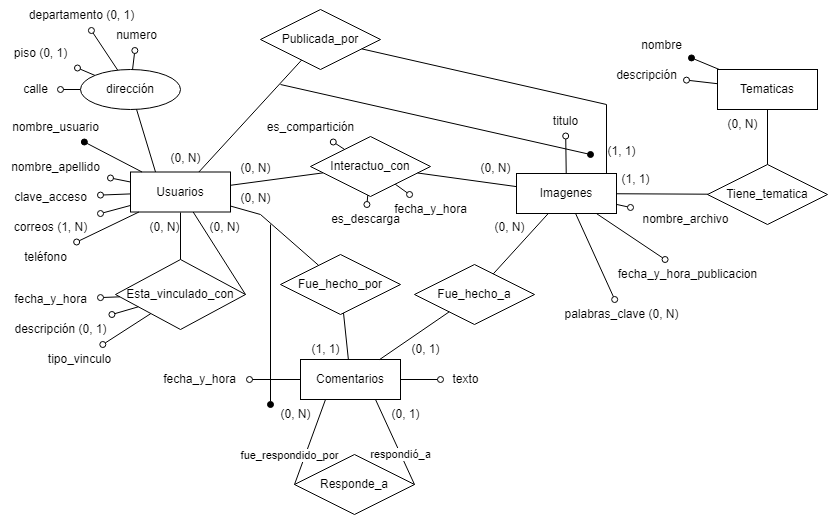 departamento (0, 1)
numero
piso (0, 1)
calle
dirección
Publicada_por
nombre
descripción
Tematicas
nombre_usuario
es_compartición
titulo
(0, N)
(0, N)
(0, N)
Interactuo_con
(0, N)
(1, 1)
nombre_apellido
clave_acceso
Usuarios
(0, N)
Imagenes
(1, 1)
Tiene_tematica
es_descarga
fecha_y_hora
nombre_archivo
correos (1, N)
(0, N)
(0, N)
(0, N)
teléfono
fecha_y_hora_publicacion
Fue_hecho_por
Fue_hecho_a
fecha_y_hora
Esta_vinculado_con
descripción (0, 1)
palabras_clave (0, N)
tipo_vinculo
(1, 1)
(0, 1)
fecha_y_hora
Comentarios
texto
(0, N)
(0, 1)
fue_respondido_por
respondió_a
Responde_a